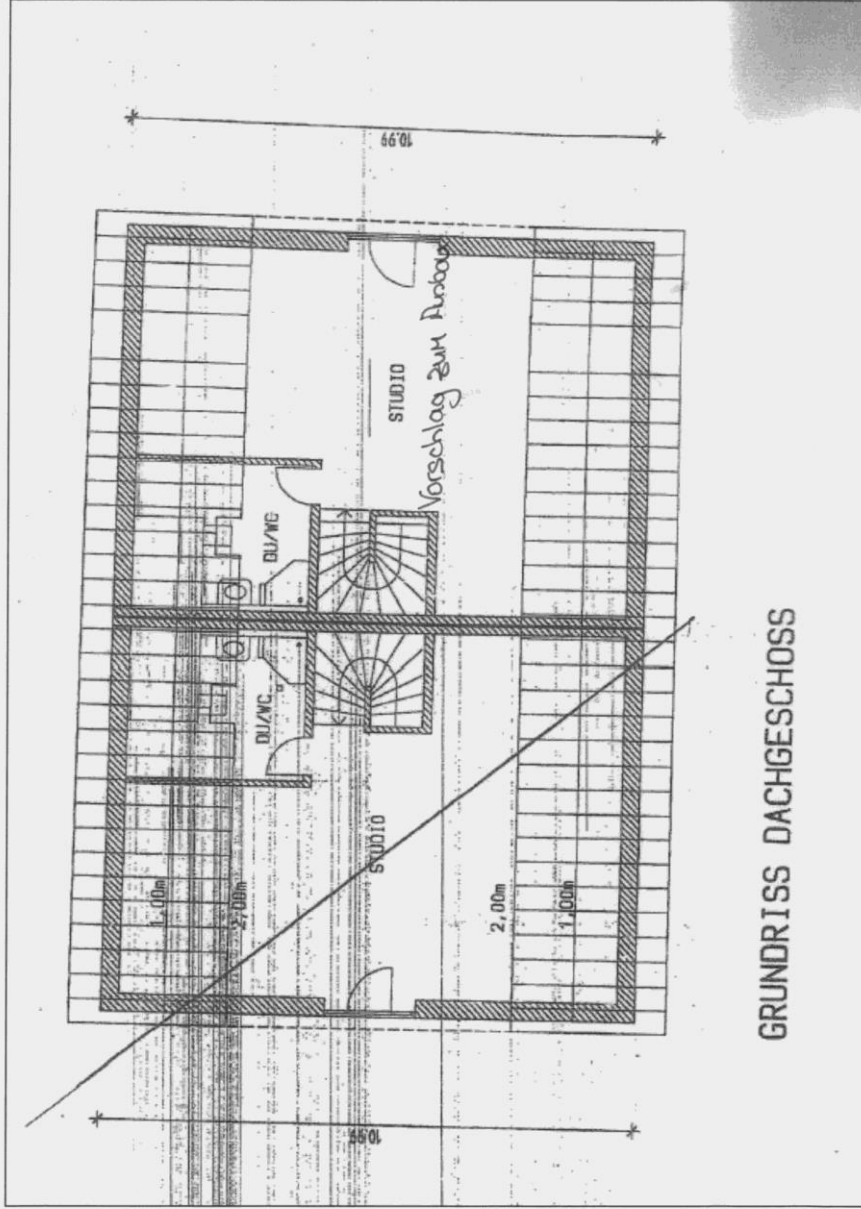 10.99
10.99
DU/WC
DU/WC
STUDIO
Vorschlag zum Ausbau
STUDIO
1,00m
2,00m
2,00m
1,00m
GRUNDRISS DACHGESCHOSS